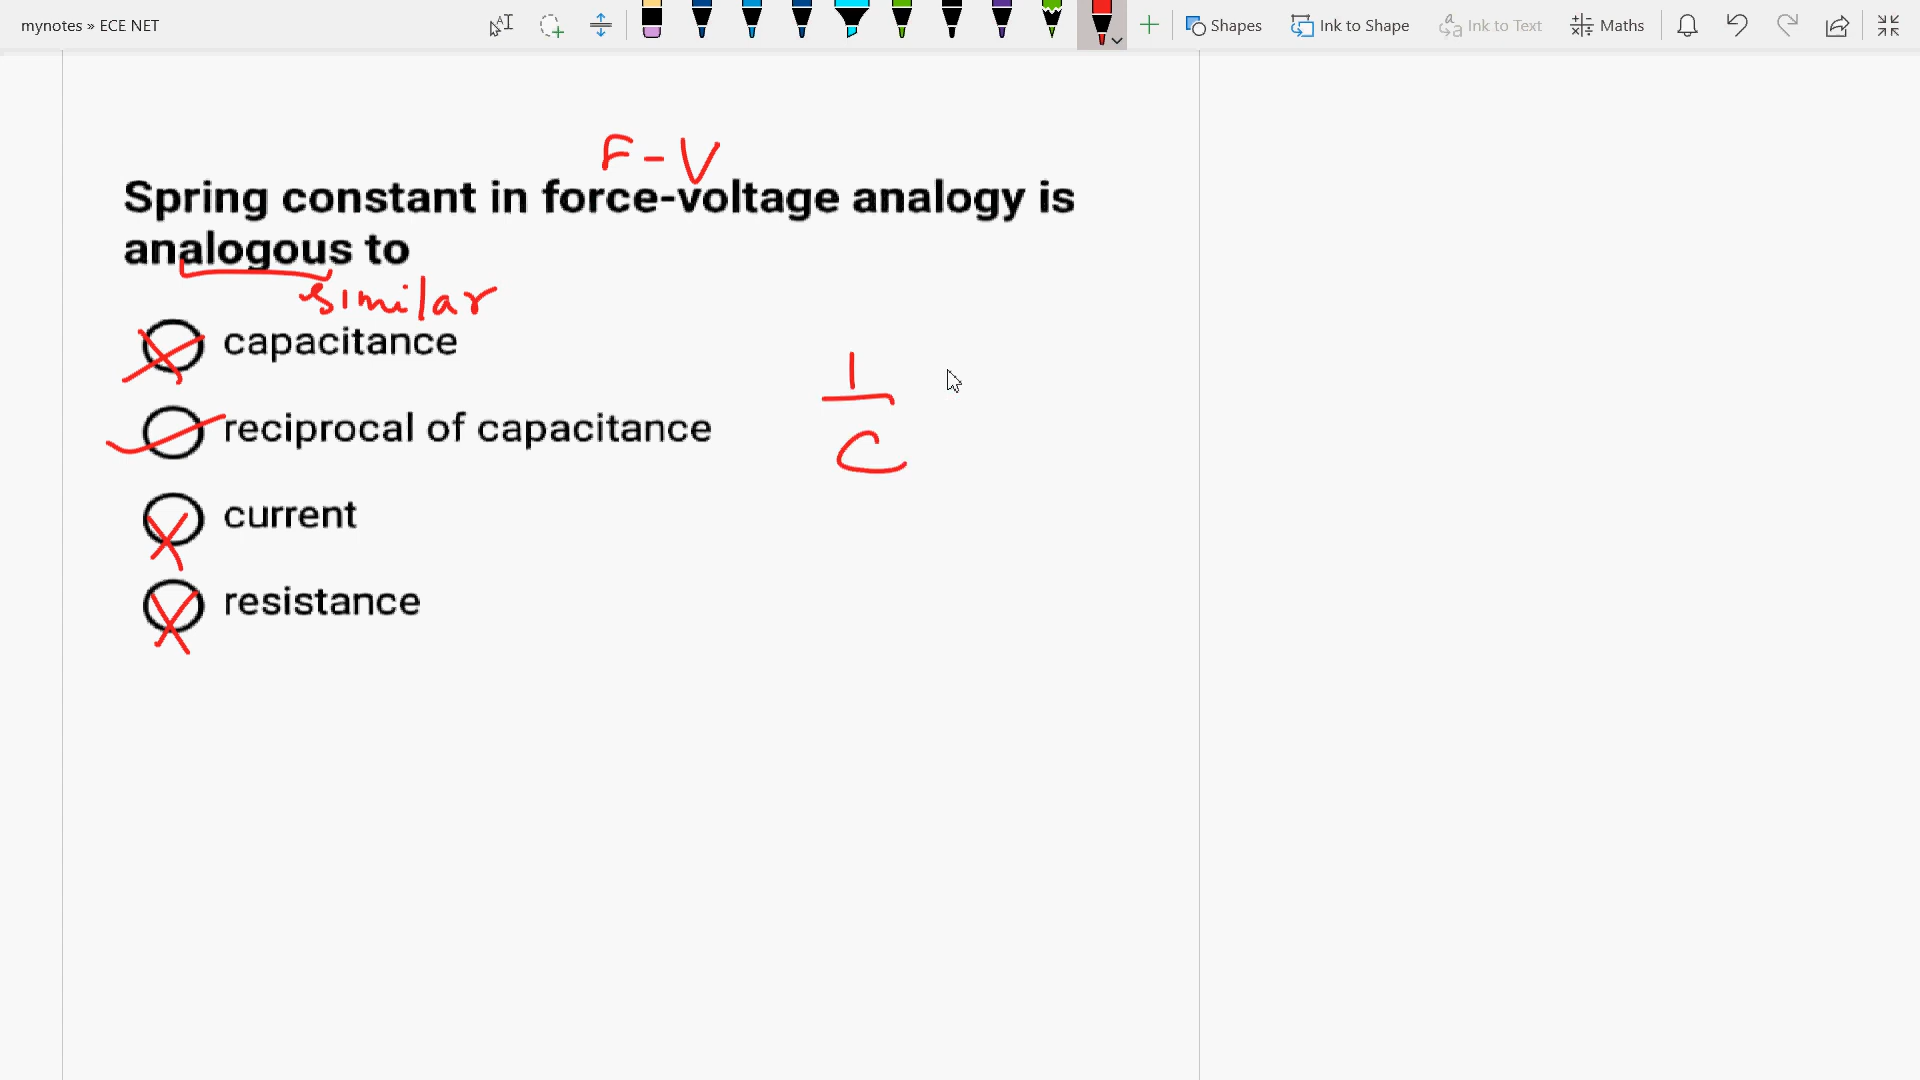 mynotes » ECE NET
Shapes
Ink to Shape
Ink to Text
Maths
F-V
Spring constant in force-voltage analogy is
analogous to
similar
capacitance
reciprocal of capacitance
1
C
current
resistance